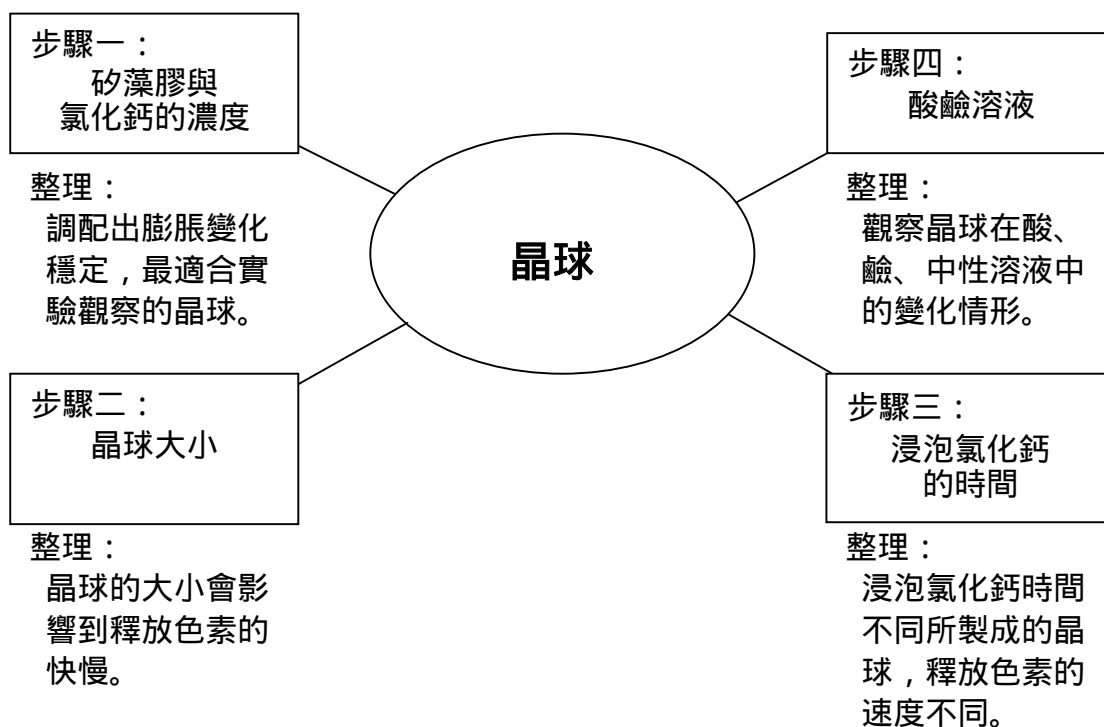 步驟一：
矽藻膠與
氯化鈣的濃度
整理：
調配出膨脹變化
穩定，最適合實
驗觀察的晶球。
步驟二：
晶球大小
整理：
晶球的大小會影
響到釋放色素的
快慢。
晶球
步驟四：
酸鹼溶液
整理：
觀察晶球在酸、
鹼、中性溶液中
的變化情形。
步驟三：
浸泡氯化鈣
的時間
整理：
浸泡氯化鈣時間
不同所製成的晶
球，釋放色素的
速度不同。